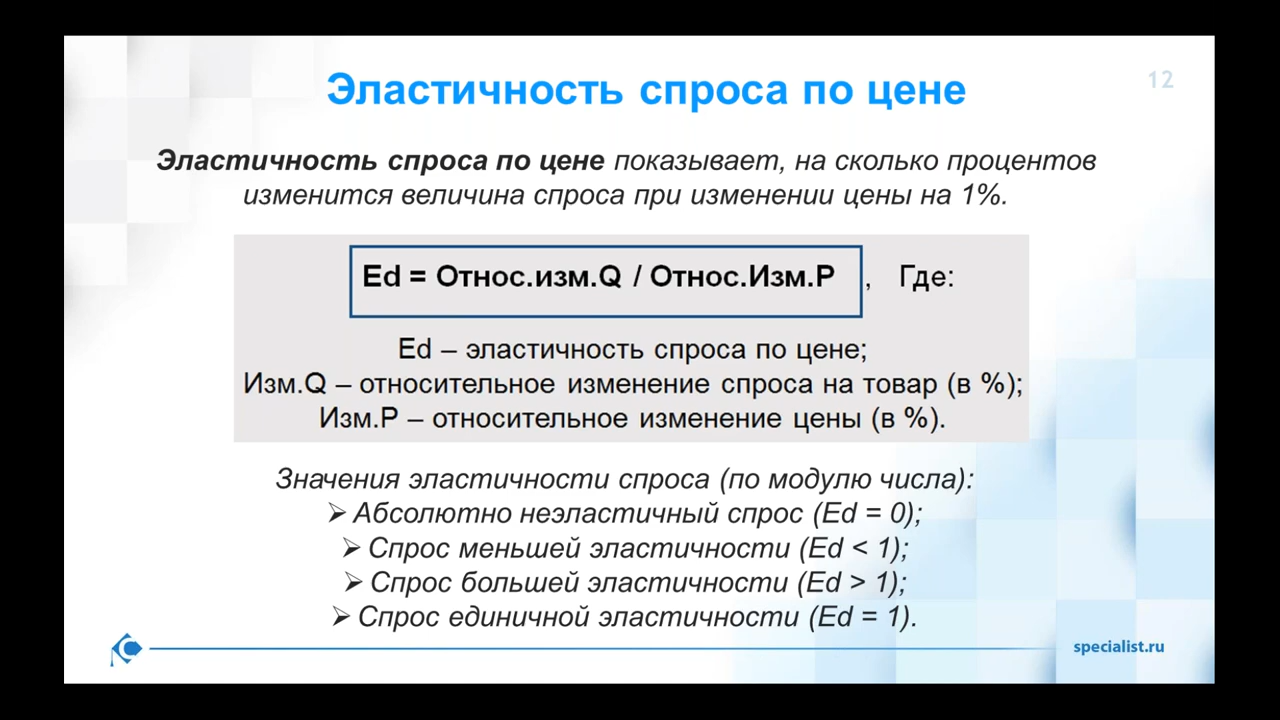 Эластичность спроса по цене
12
Эластичность спроса по цене показывает, на сколько процентов
изменится величина спроса при изменении цены на 1%.
Ed = Относ.изм.Q / Относ.Изм.P , Где:
Ed – эластичность спроса по цене;
Изм.Q – относительное изменение спроса на товар (в %);
Изм.P – относительное изменение цены (в %).
Значения эластичности спроса (по модулю числа):
➢ Абсолютно неэластичный спрос (Ed = 0);
➢ Спрос меньшей эластичности (Ed < 1);
➢ Спрос большей эластичности (Ed > 1);
➢ Спрос единичной эластичности (Ed = 1).
specialist.ru